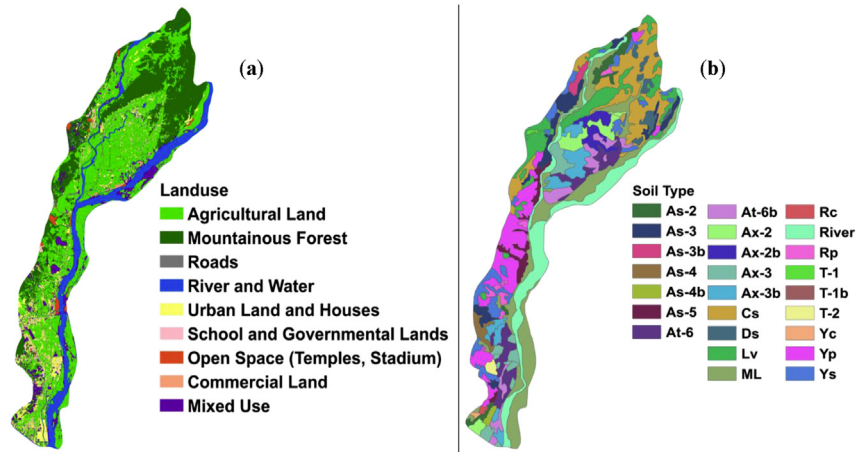 (a)
Landuse
Agricultural Land
Mountainous Forest
Roads
River and Water
Urban Land and Houses
School and Governmental Lands
Open Space (Temples, Stadium)
Commercial Land
Mixed Use
(b)
Soil Type
As-2
As-3
As-3b
As-4
As-4b
As-5
At-6
At-6b
Ax-2
Ax-2b
Ax-3
Ax-3b
Cs
Ds
Lv
ML
Rc
River
Rp
T-1
T-1b
T-2
Yc
Yp
Ys